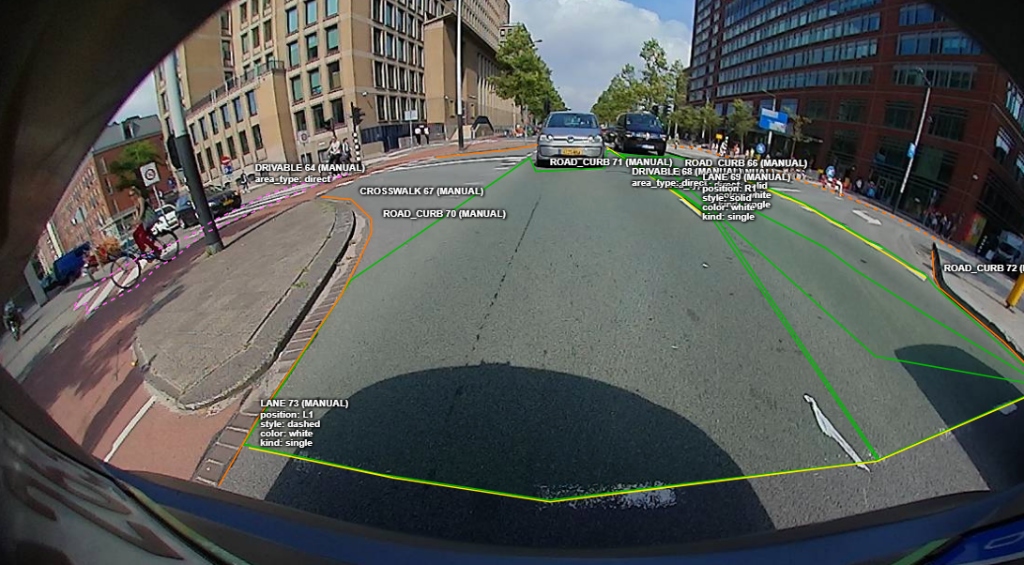 DRIVABLE 64 (MANUAL)
area_type: direct
ROAD_CURB 71 (MANUAL)
ROAD_CURB 66 (MANUAL)
DRIVABLE 68 (MANUAL)
area_type: direct
LANE 69 (MANUAL)
position: R1
style: solid
color: white
kind: single
CROSSWALK 67 (MANUAL)
ROAD_CURB 70 (MANUAL)
ROAD_CURB 72
LANE 73 (MANUAL)
position: L1
style: dashed
color: white
kind: single